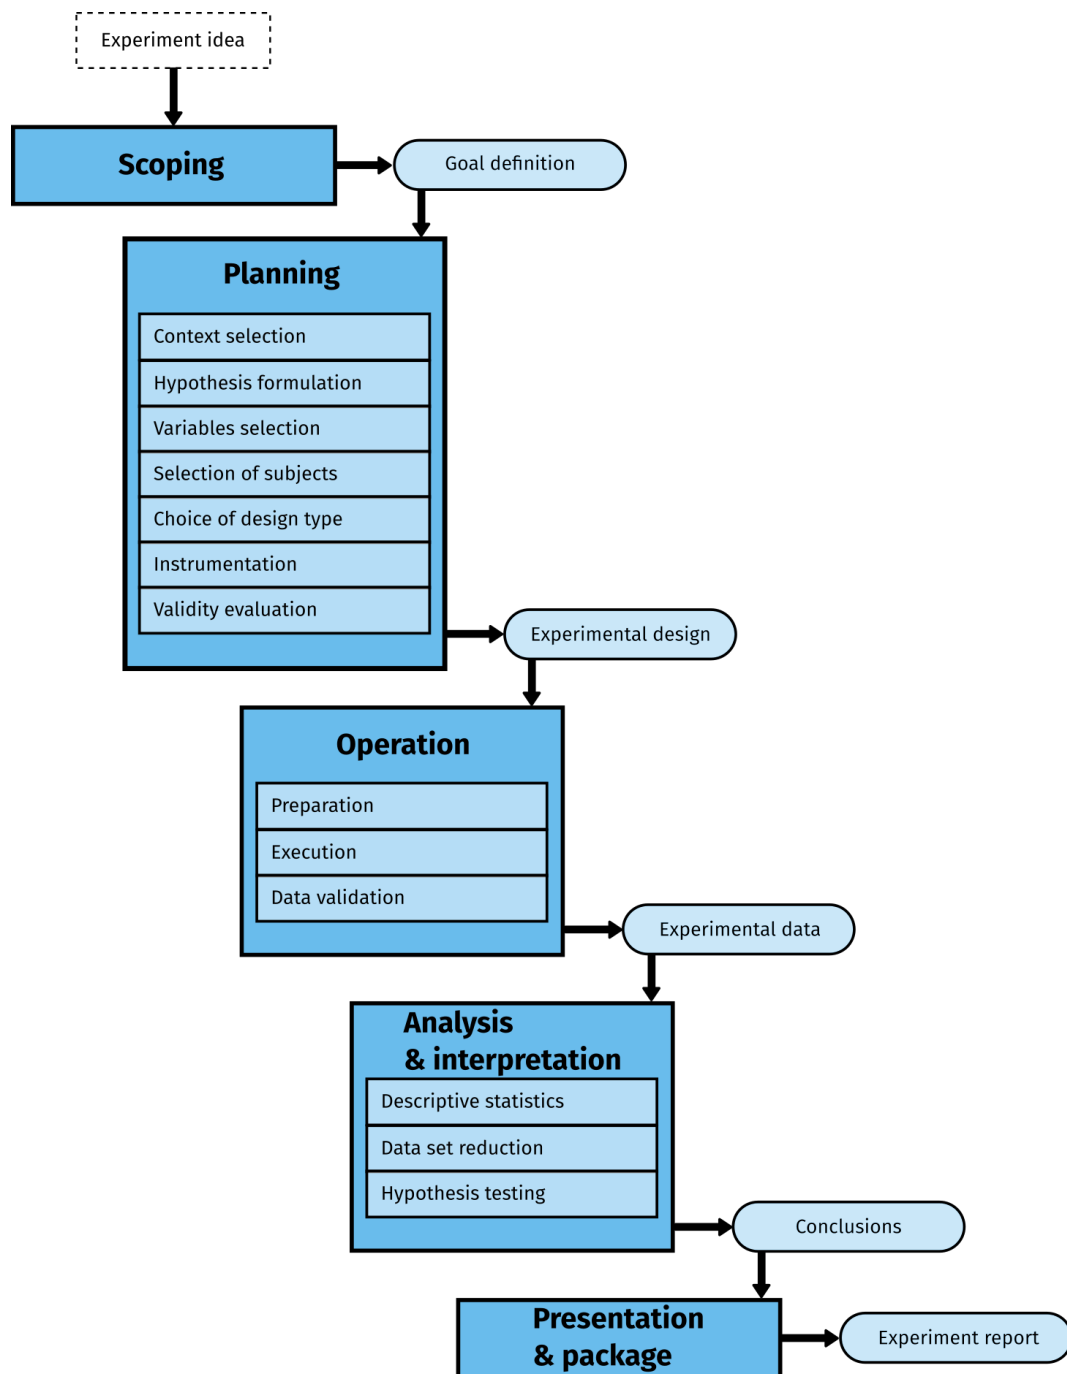 Experiment idea
Scoping
Goal definition
Planning
Context selection
Hypothesis formulation
Variables selection
Selection of subjects
Choice of design type
Instrumentation
Validity evaluation
Experimental design
Operation
Preparation
Execution
Data validation
Experimental data
Analysis
& interpretation
Descriptive statistics
Data set reduction
Hypothesis testing
Conclusions
Presentation
& package
Experiment report